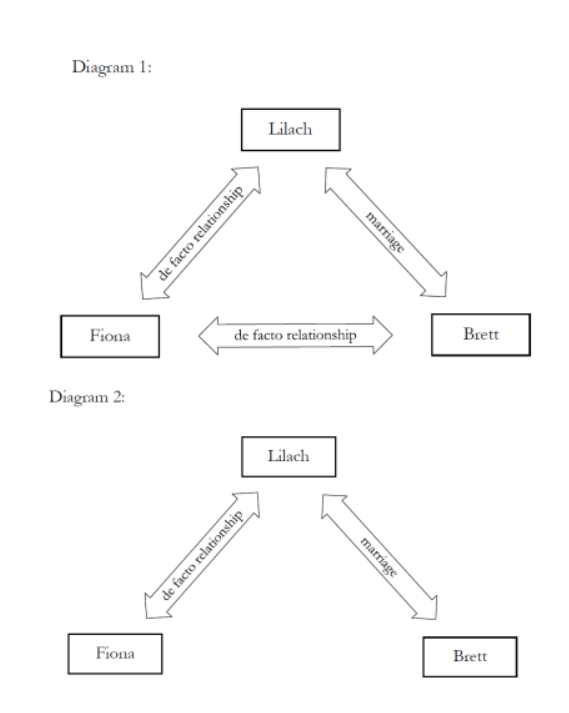 Diagram 1:
Lilach
de facto relationship
marriage
Fiona
de facto relationship
Brett
Diagram 2:
Lilach
de facto relationship
marriage
Fiona
Brett